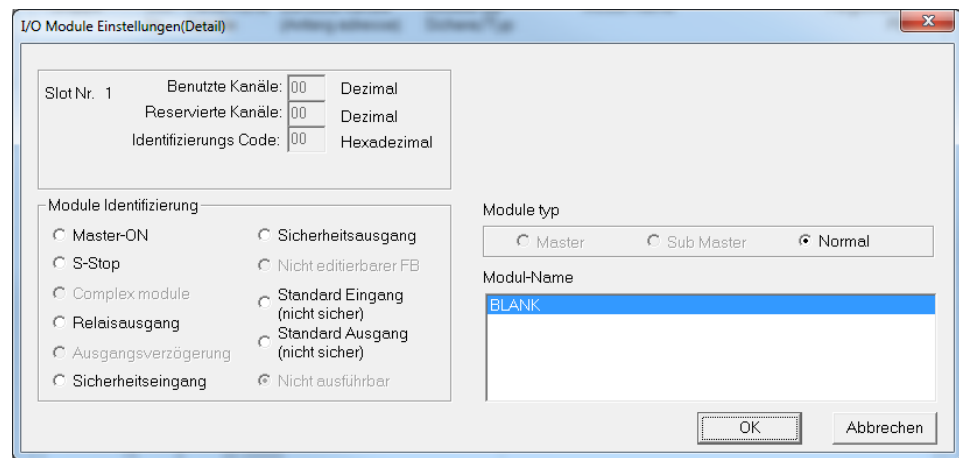 I/O Module Einstellungen(Detail)
Slot Nr. 1
Benutzte Kanäle: 00 Dezimal
Reservierte Kanäle: 00 Dezimal
Identifizierungs Code: 00 Hexadezimal
Module Identifizierung
Master-ON
S-Stop
Complex module
Relaisausgang
Ausgangsverzögerung
Sicherheitseingang
Sicherheitsausgang
Nicht editierbarer FB
Standard Eingang
(nicht sicher)
Standard Ausgang
(nicht sicher)
Nicht ausführbar
Module typ
Master Sub Master Normal
Modul-Name
BLANK
OK Abbrechen